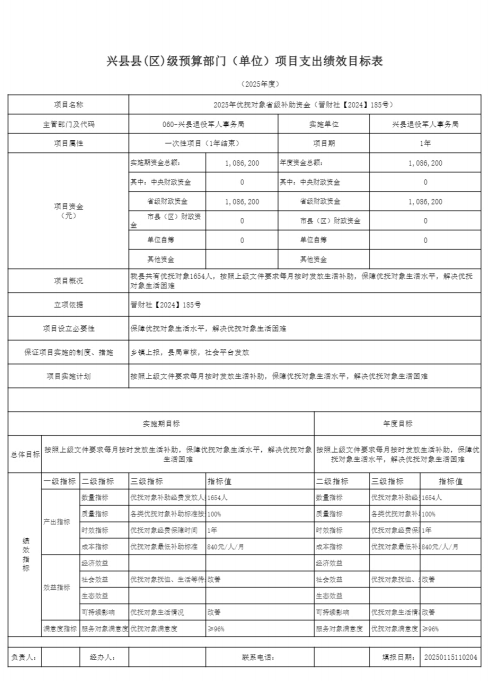 兴县县(区)级预算部门（单位）项目支出绩效目标表
（2025年度）
项目名称 2025年优抚对象省级补助资金（晋财社【2024】185号）
主管部门及代码 060-兴县退役军人事务局 实施单位 兴县退役军人事务局
项目属性 一次性项目（1年结束） 项目期 1年
项目资金
（元）
实施期资金总额： 1,086,200 年度资金总额： 1,086,200
其中：中央财政资金 0 其中：中央财政资金 0
省级财政资金 1,086,200 省级财政资金 1,086,200
市县（区）财政资金 0 市县（区）财政资金 0
单位自筹 0 单位自筹 0
其他资金 其他资金
项目概况 我县共有优抚对象1654人，按照上级文件要求每月按时发放生活补助，保障优抚对象生活水平，解决优抚
对象生活困难
立项依据 晋财社【2024】185号
项目设立必要性 保障优抚对象生活水平，解决优抚对象生活困难
保证项目实施的制度、措施 乡镇上报，县局审核，社会平台发放
项目实施计划 按照上级文件要求每月按时发放生活补助，保障优抚对象生活水平，解决优抚对象生活困难
实施期目标 年度目标
总体目标 按照上级文件要求每月按时发放生活补助，保障优抚对象生活水平，解决优抚对象
生活困难
按照上级文件要求每月按时发放生活补助，保障优抚对象生活水平，解决优抚
对象生活困难
绩效指标
一级指标 二级指标 三级指标 指标值 二级指标 三级指标 指标值
产出指标
数量指标 优抚对象补助经费发放人 1654人 数量指标 优抚对象补助经 1654人
质量指标 各类优抚对象补助标准按 100% 质量指标 各类优抚对象补 100%
时效指标 优抚对象经费保障时间 1年 时效指标 优抚对象经费保 1年
成本指标 优抚对象最低补助标准 840元/人/月 成本指标 优抚对象最低补 840元/人/月
效益指标
经济效益 经济效益
社会效益 优抚对象抚恤、生活等待 改善 社会效益 优抚对象抚恤、 改善
生态效益 生态效益
可持续影响 优抚对象生活情况 改善 可持续影响 优抚对象生活情 改善
满意度指标 服务对象满意度 优抚对象满意度 ≥96% 服务对象满意度 优抚对象满意度 ≥96%
负责人： 经办人： 联系电话： 填报日期： 20250115110204